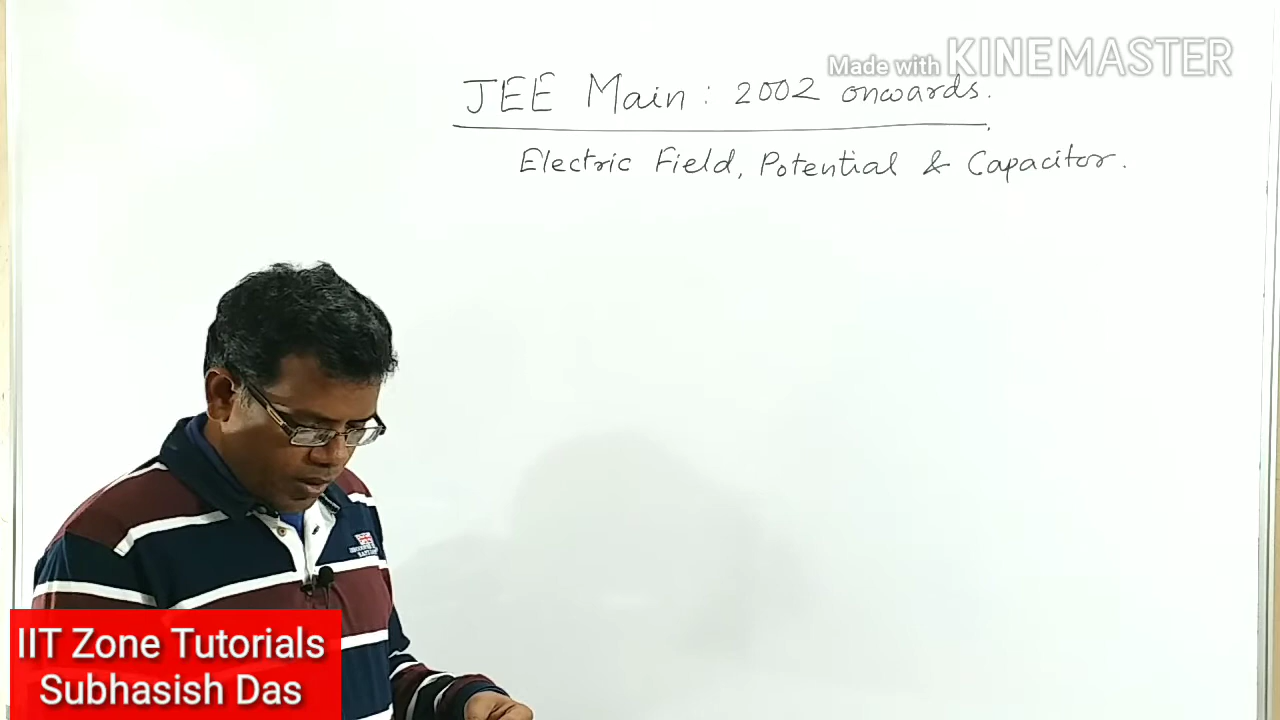 Made with KINEMASTER
JEE Main : 2002 onwards.
Electric Field, Potential & Capacitor.
IIT Zone Tutorials
Subhasish Das